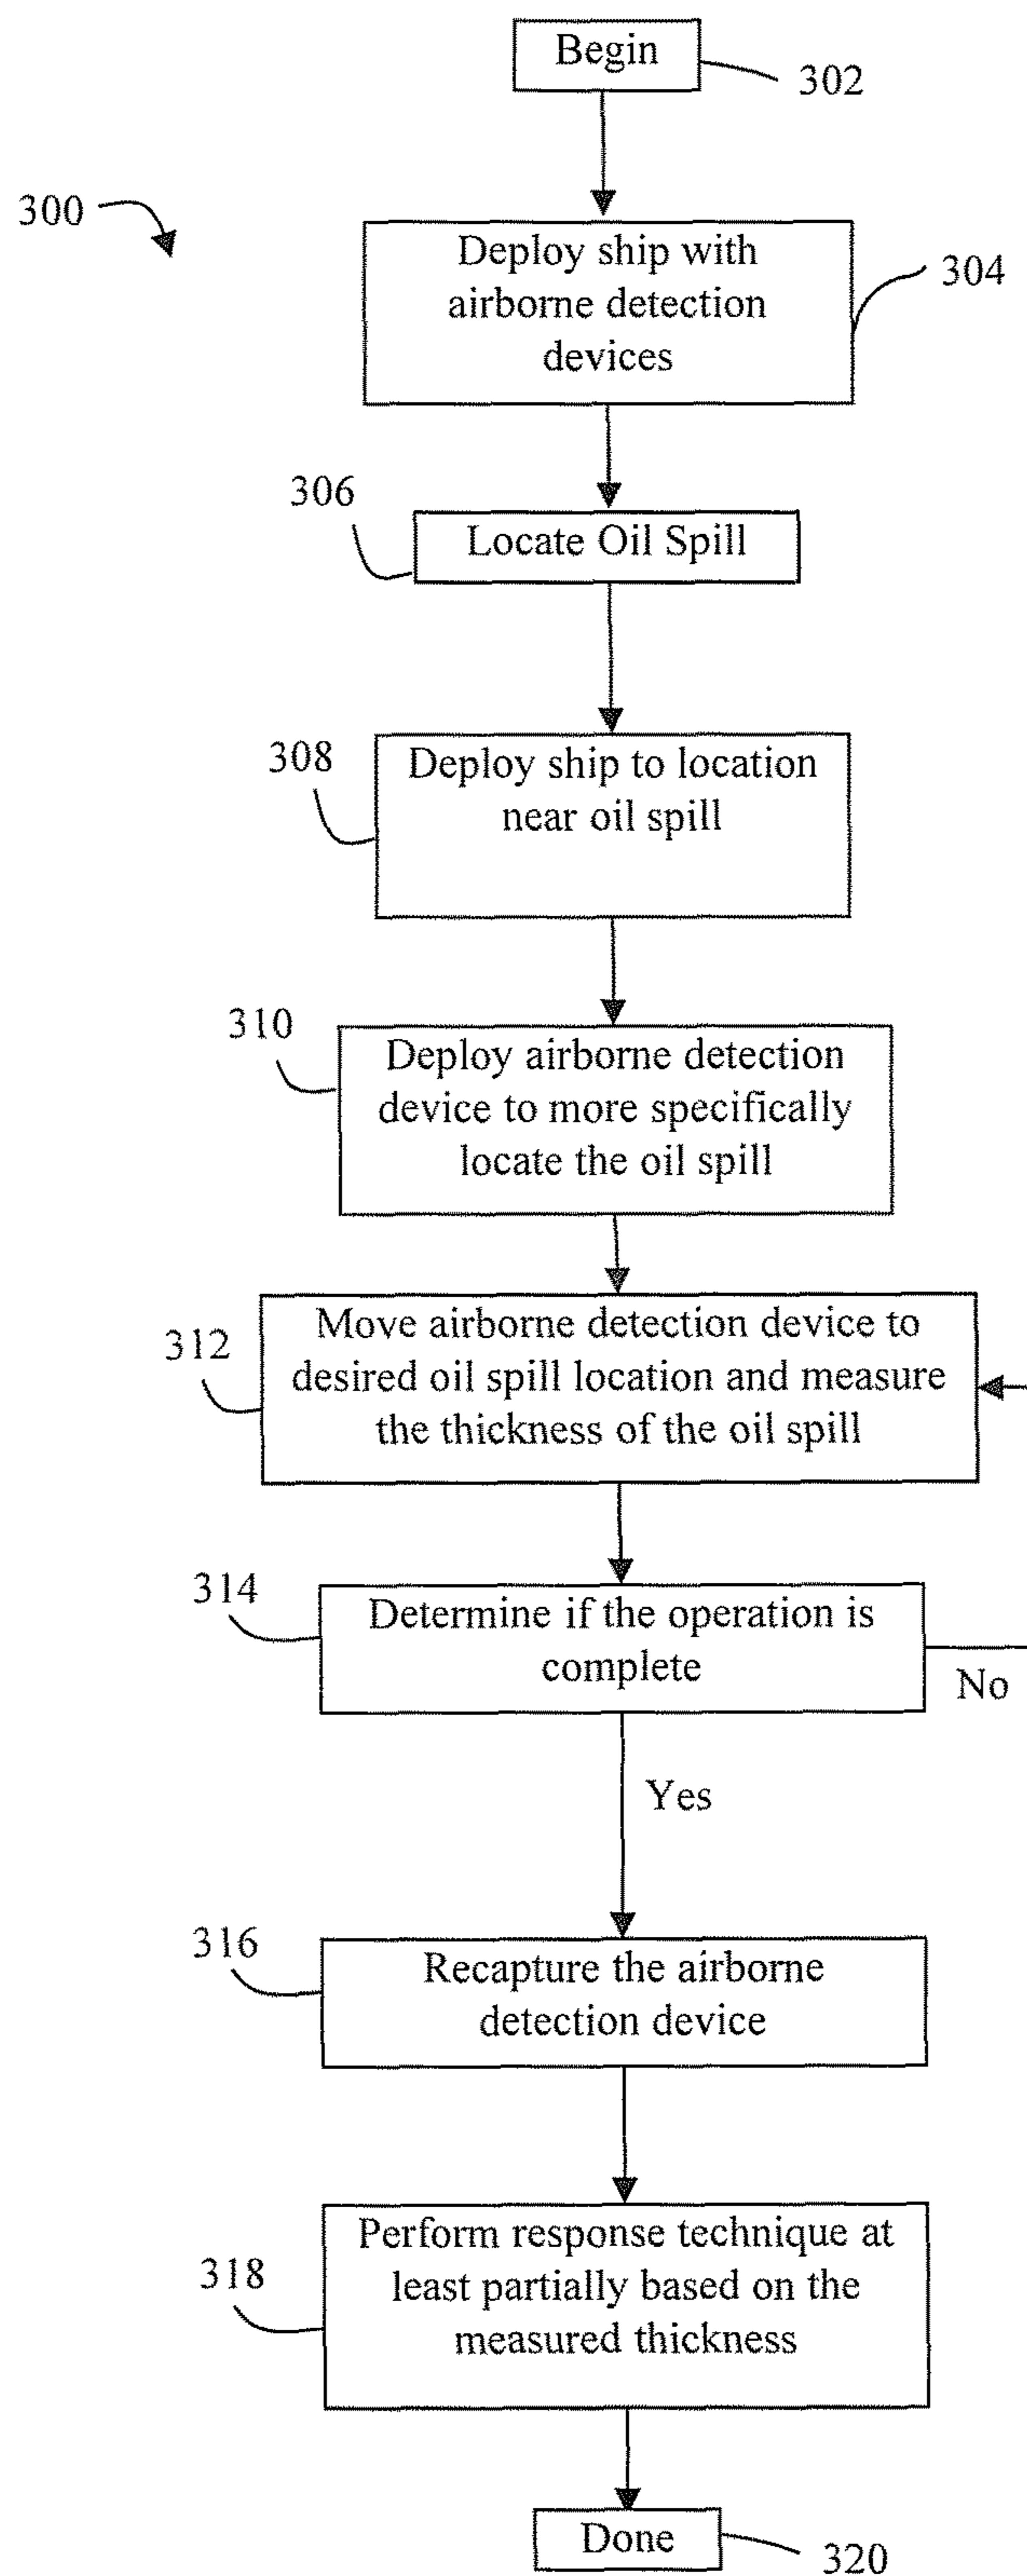 Begin
302
300
Deploy ship with
airborne detection
devices
304
306
Locate Oil Spill
308
Deploy ship to location
near oil spill
310
Deploy airborne detection
device to more specifically
locate the oil spill
312
Move airborne detection device to
desired oil spill location and measure
the thickness of the oil spill
314
Determine if the operation is
complete
No
Yes
316
Recapture the airborne
detection device
318
Perform response technique at
least partially based on the
measured thickness
Done
320